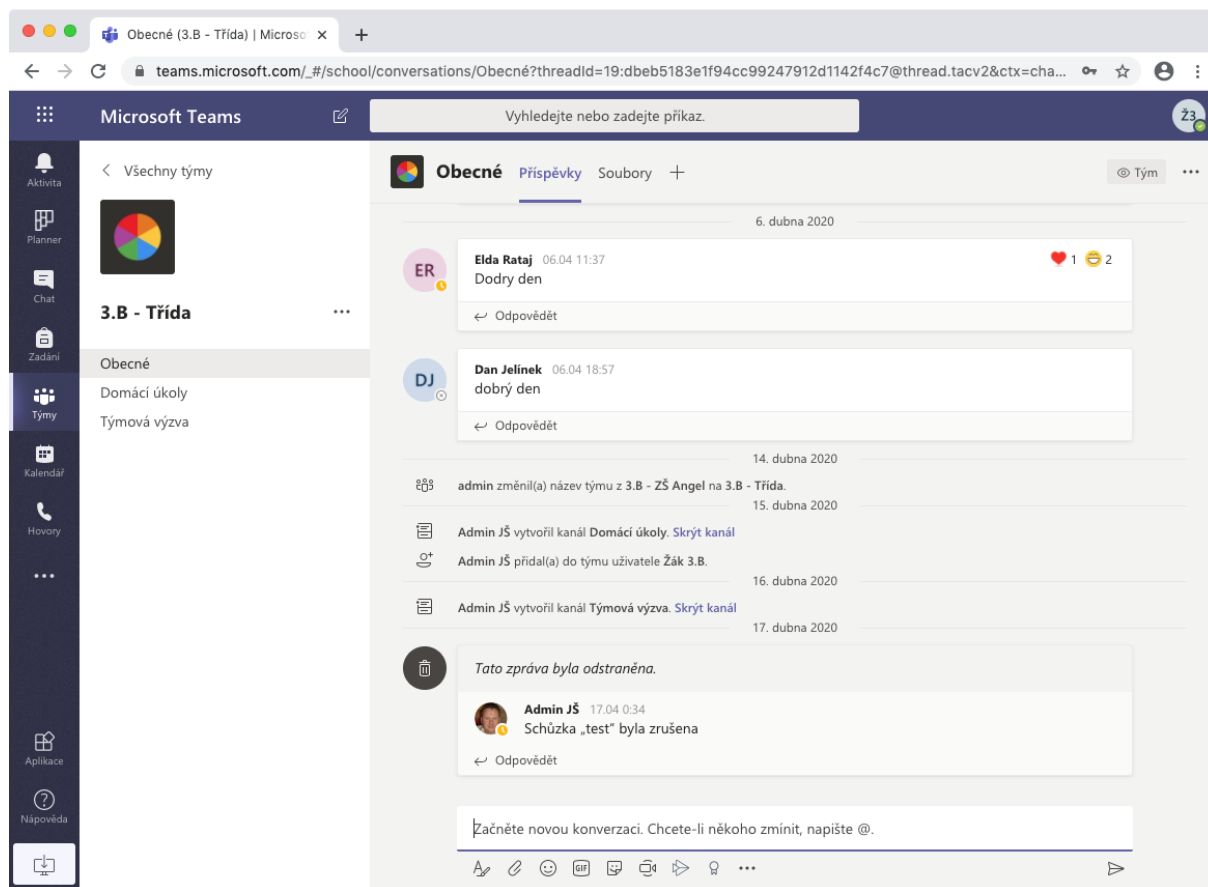 Obecné (3.B - Třída) | Microso
teams.microsoft.com/_#/school/conversations/Obecné?threadId=19:dbeb5183e1f94cc99247912d1142f4c7@thread.tacv2&ctx=cha...
Microsoft Teams
Vyhledejte nebo zadejte příkaz.
Ž3
Aktivita
Planner
Chat
Zadání
Týmy
Kalendář
Hovory
Aplikace
Nápověda
Všechny týmy
3.B - Třída
Obecné
Domácí úkoly
Týmová výzva
Obecné Příspěvky Soubory
Tým
6. dubna 2020
ER
Elda Rataj 06.04 11:37
1 2
Dodry den
Odpovědět
DJ
Dan Jelínek 06.04 18:57
dobrý den
Odpovědět
14. dubna 2020
admin změnil(a) název týmu z 3.B - ZŠ Angel na 3.B - Třída.
15. dubna 2020
Admin JŠ vytvořil kanál Domácí úkoly. Skrýt kanál
Admin JŠ přidal(a) do týmu uživatele Žák 3.B.
16. dubna 2020
Admin JŠ vytvořil kanál Týmová výzva. Skrýt kanál
17. dubna 2020
Tato zpráva byla odstraněna.
Admin JŠ 17.04 0:34
Schůzka „test“ byla zrušena
Odpovědět
Začněte novou konverzaci. Chcete-li někoho zmínit, napište @.
GIF